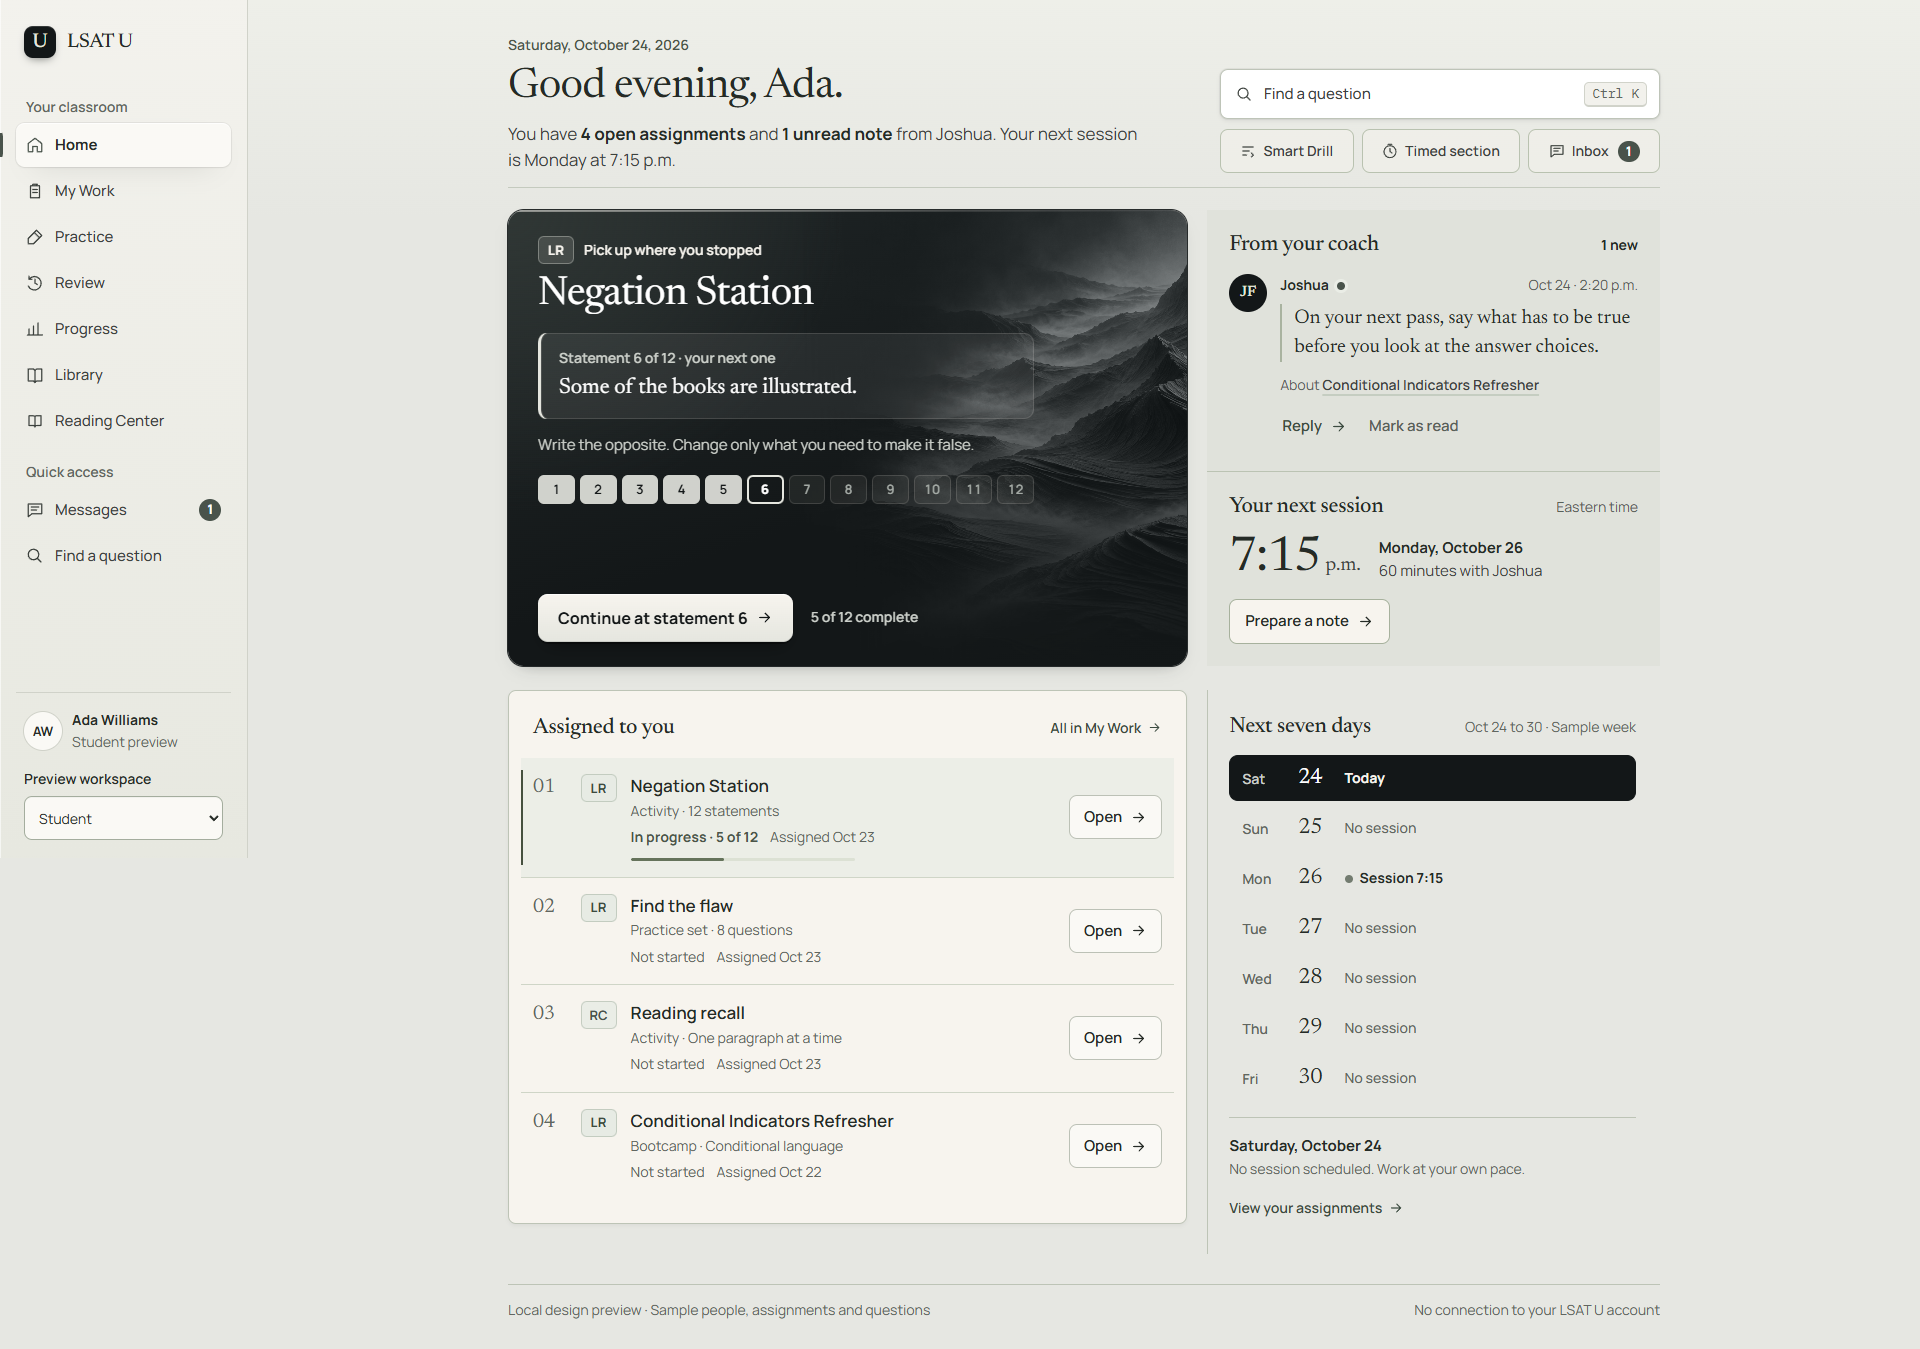 U LSAT U
Your classroom
Home
My Work
Practice
Review
Progress
Library
Reading Center
Quick access
Messages 1
Find a question
AW
Ada Williams
Student preview
Preview workspace
Student
Saturday, October 24, 2026
Good evening, Ada.
You have 4 open assignments and 1 unread note from Joshua. Your next session
is Monday at 7:15 p.m.
Find a question Ctrl K
Smart Drill
Timed section
Inbox 1
LR Pick up where you stopped
Negation Station
Statement 6 of 12 · your next one
Some of the books are illustrated.
Write the opposite. Change only what you need to make it false.
1 2 3 4 5 6 7 8 9 10 11 12
Continue at statement 6 →
5 of 12 complete
From your coach 1 new
JF Joshua Oct 24 · 2:20 p.m.
On your next pass, say what has to be true
before you look at the answer choices.
About Conditional Indicators Refresher
Reply → Mark as read
Your next session Eastern time
7:15 p.m.
Monday, October 26
60 minutes with Joshua
Prepare a note →
Assigned to you All in My Work →
01 LR Negation Station
Activity · 12 statements
In progress · 5 of 12 Assigned Oct 23
Open →
02 LR Find the flaw
Practice set · 8 questions
Not started Assigned Oct 23
Open →
03 RC Reading recall
Activity · One paragraph at a time
Not started Assigned Oct 23
Open →
04 LR Conditional Indicators Refresher
Bootcamp · Conditional language
Not started Assigned Oct 22
Open →
Next seven days Oct 24 to 30 · Sample week
Sat 24 Today
Sun 25 No session
Mon 26 Session 7:15
Tue 27 No session
Wed 28 No session
Thu 29 No session
Fri 30 No session
Saturday, October 24
No session scheduled. Work at your own pace.
View your assignments →
Local design preview · Sample people, assignments and questions
No connection to your LSAT U account